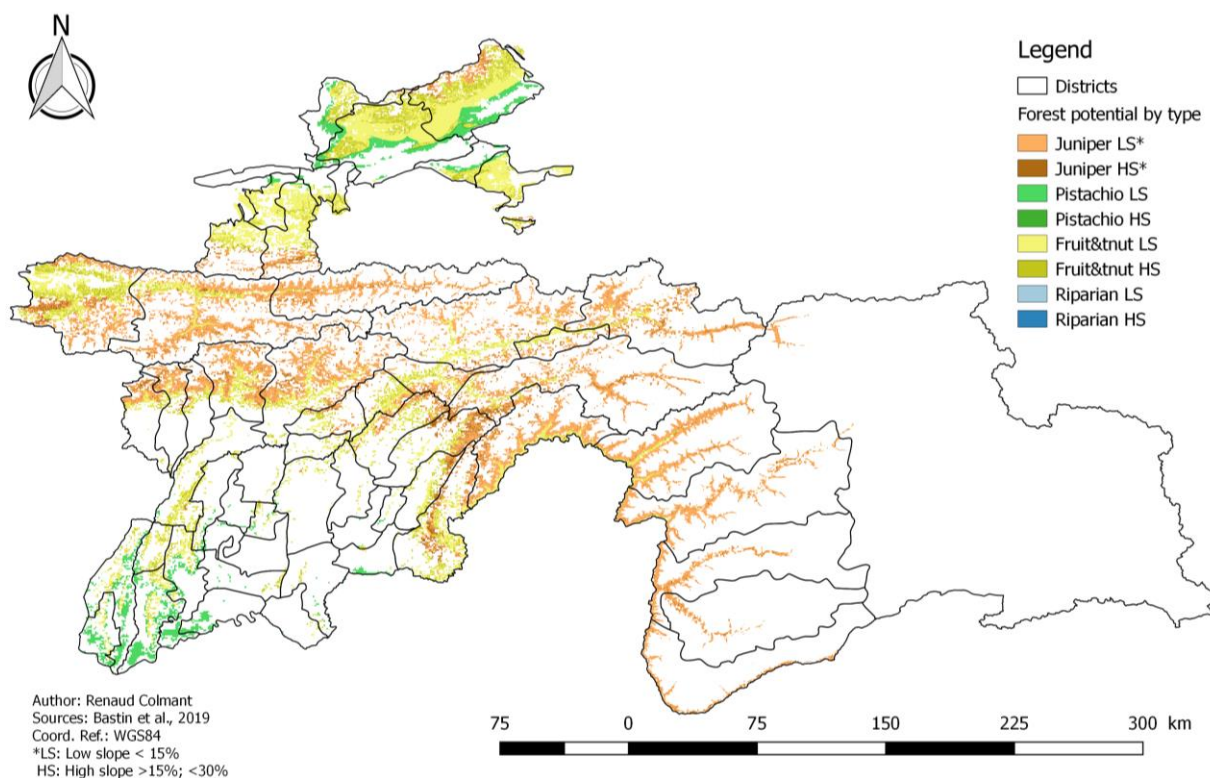 N
Legend
Districts
Forest potential by type
Juniper LS*
Juniper HS*
Pistachio LS
Pistachio HS
Fruit&tnut LS
Fruit&tnut HS
Riparian LS
Riparian HS
Author: Renaud Colmant
Sources: Bastin et al., 2019
Coord. Ref.: WGS84
*LS: Low slope < 15%
HS: High slope >15%; <30%
75 0 75 150 225 300 km